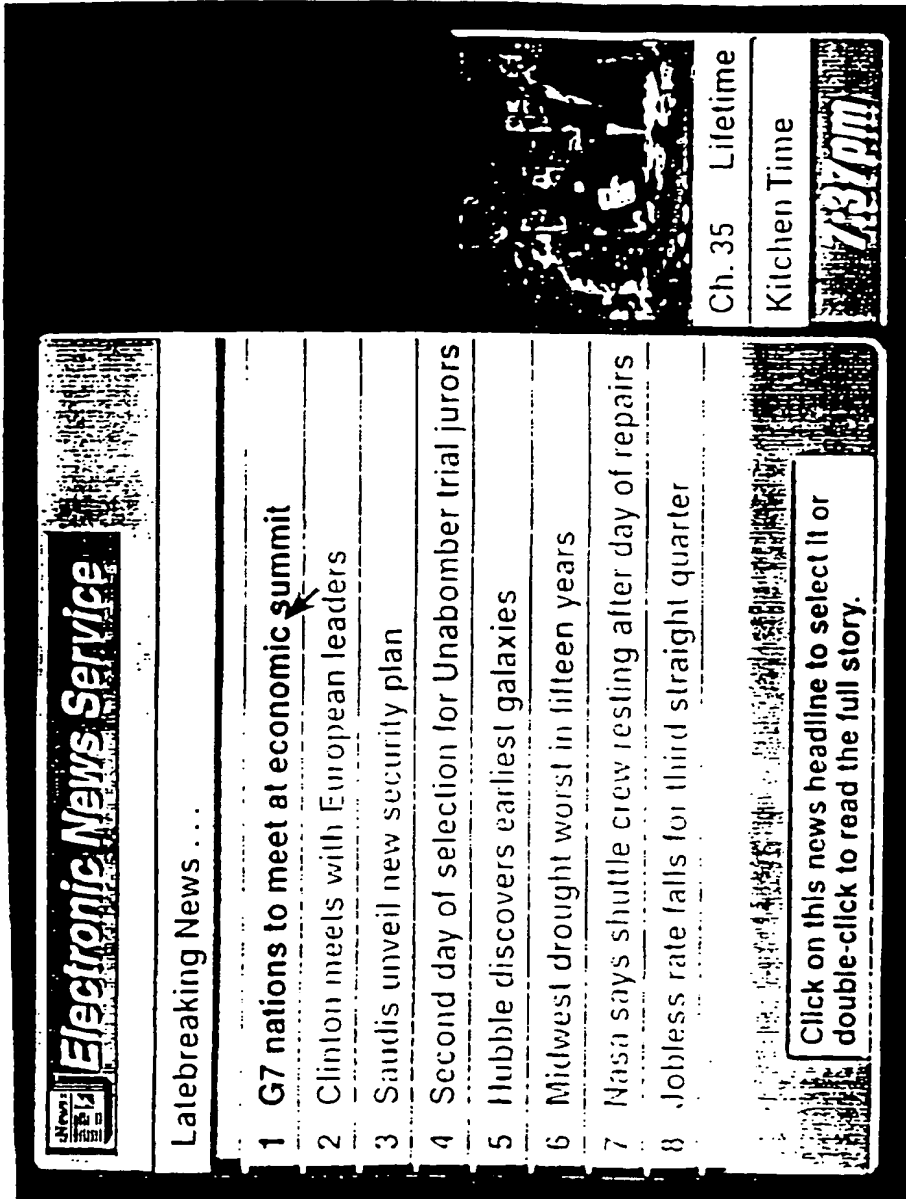 News
Electronic News Service
Latebreaking News ...
1 G7 nations to meet at economic summit
2 Clinton meets with European leaders
3 Saudis unveil new security plan
4 Second day of selection for Unabomber trial jurors
5 Hubble discovers earliest galaxies
6 Midwest drought worst in fifteen years
7 Nasa says shuttle crew resting after day of repairs
8 Jobless rate falls for third straight quarter
Click on this news headline to select it or
double-click to read the full story.
Ch. 35 Lifetime
Kitchen Time
7:37pm